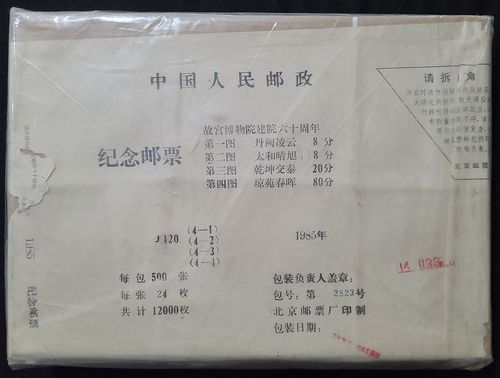 中国人民邮政
请拆 角
故宫博物院建院六十周年
纪念邮票
第一图 丹阙凌云 8分
第二图 太和晴旭 8分
第三图 乾坤交泰 20分
第四图 琼苑春晖 80分
北京邮票
J120.
(4-1)
(4-2)
(4-3)
(4-4)
1985年
每包500张
每张24枚
共计12000枚
包装负责人盖章:
包号:第 2823号
北京邮票厂印制
包装日期:
1985
纪念邮票